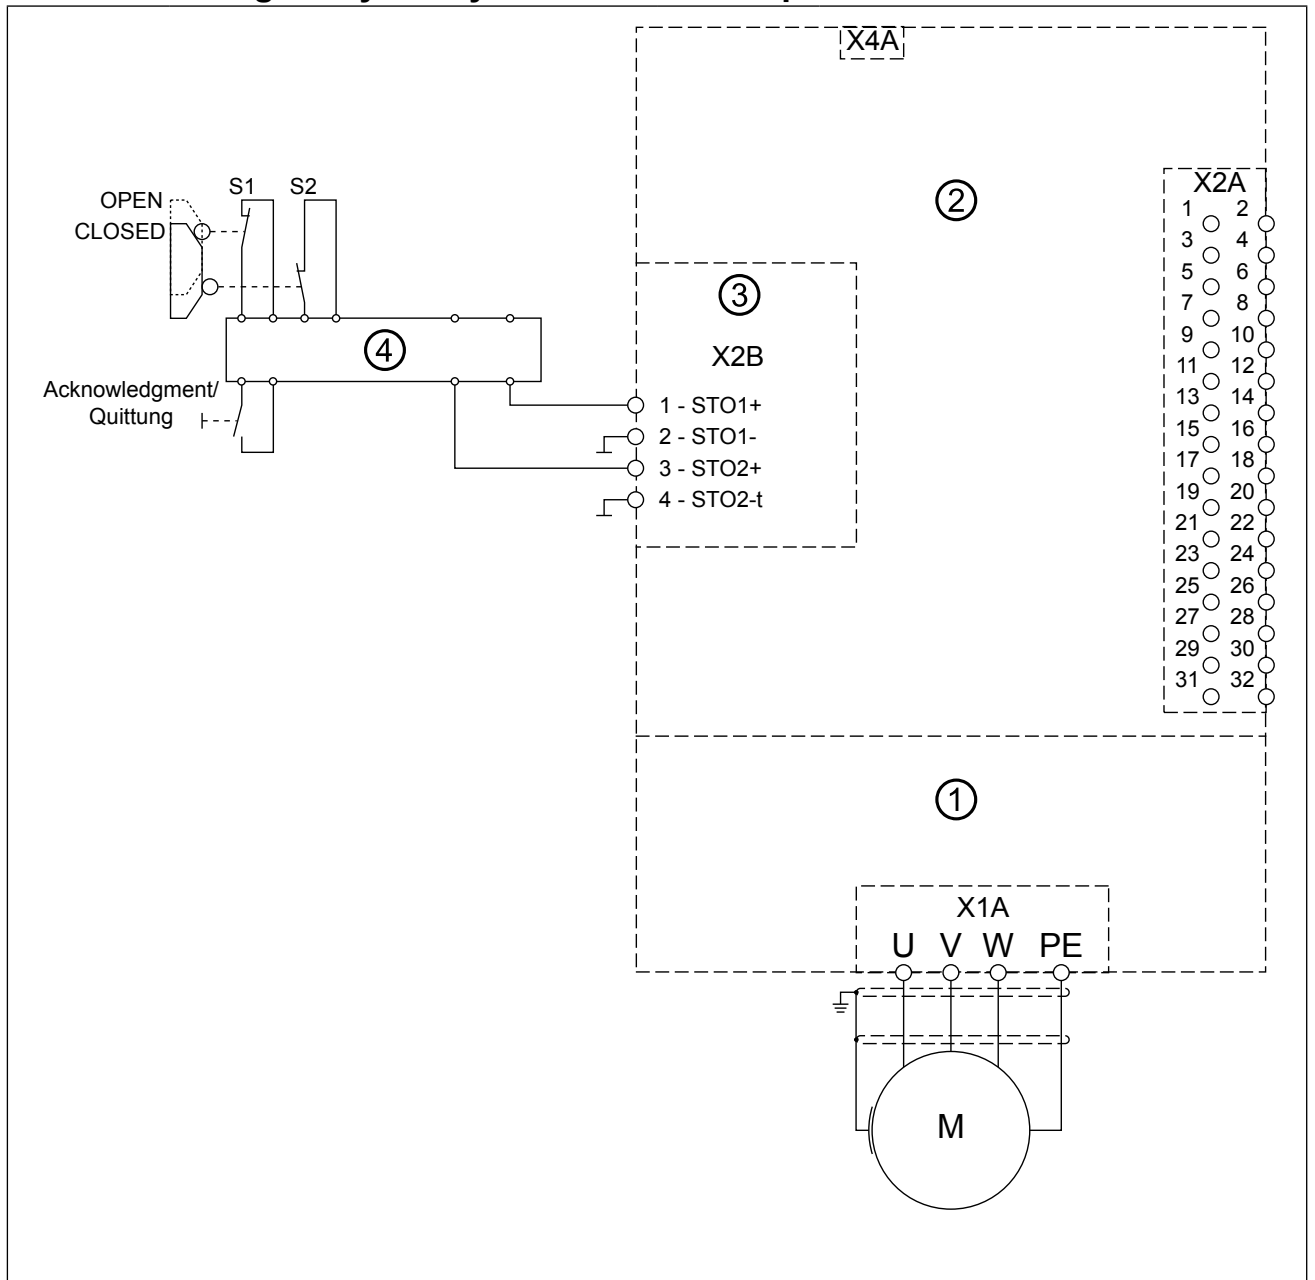 X4A
2
X2A
1 2
3 4
5 6
7 8
9 10
11 12
13 14
15 16
17 18
19 20
21 22
23 24
25 26
27 28
29 30
31 32
S1 S2
OPEN
CLOSED
3
X2B
4
Acknowledgment/
Quittung
1 - STO1+
2 - STO1-
3 - STO2+
4 - STO2-t
1
X1A
U V W PE
M